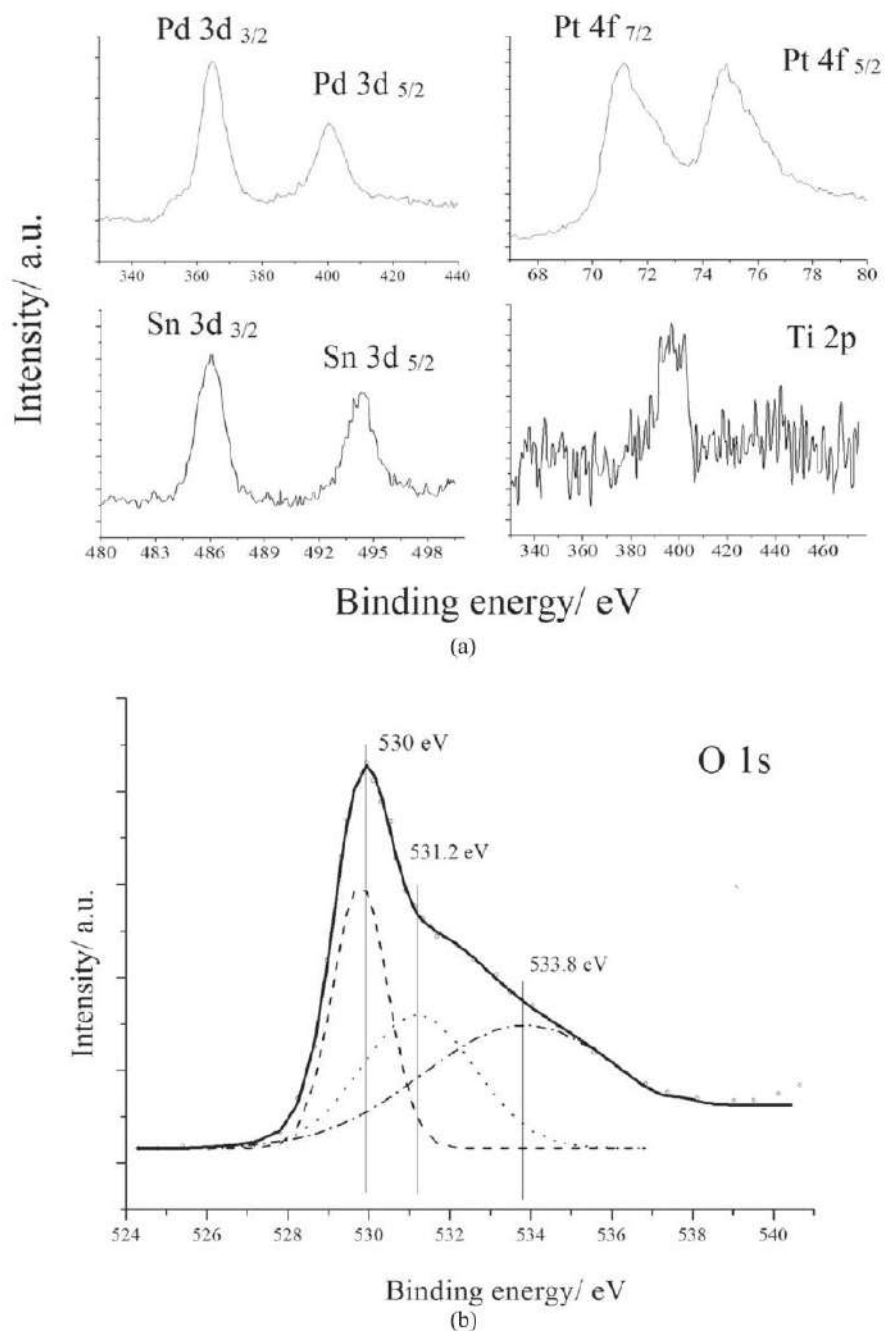 Pd 3d 3/2
Pd 3d 5/2
340 360 380 400 420 440
Pt 4f 7/2
Pt 4f 5/2
68 70 72 74 76 78 80
Sn 3d 3/2
Sn 3d 5/2
480 483 486 489 492 495 498
Ti 2p
340 360 380 400 420 440 460
Intensity/ a.u.
Binding energy/ eV
(a)
530 eV
O 1s
531.2 eV
533.8 eV
Intensity/ a.u.
524 526 528 530 532 534 536 538 540
Binding energy/ eV
(b)